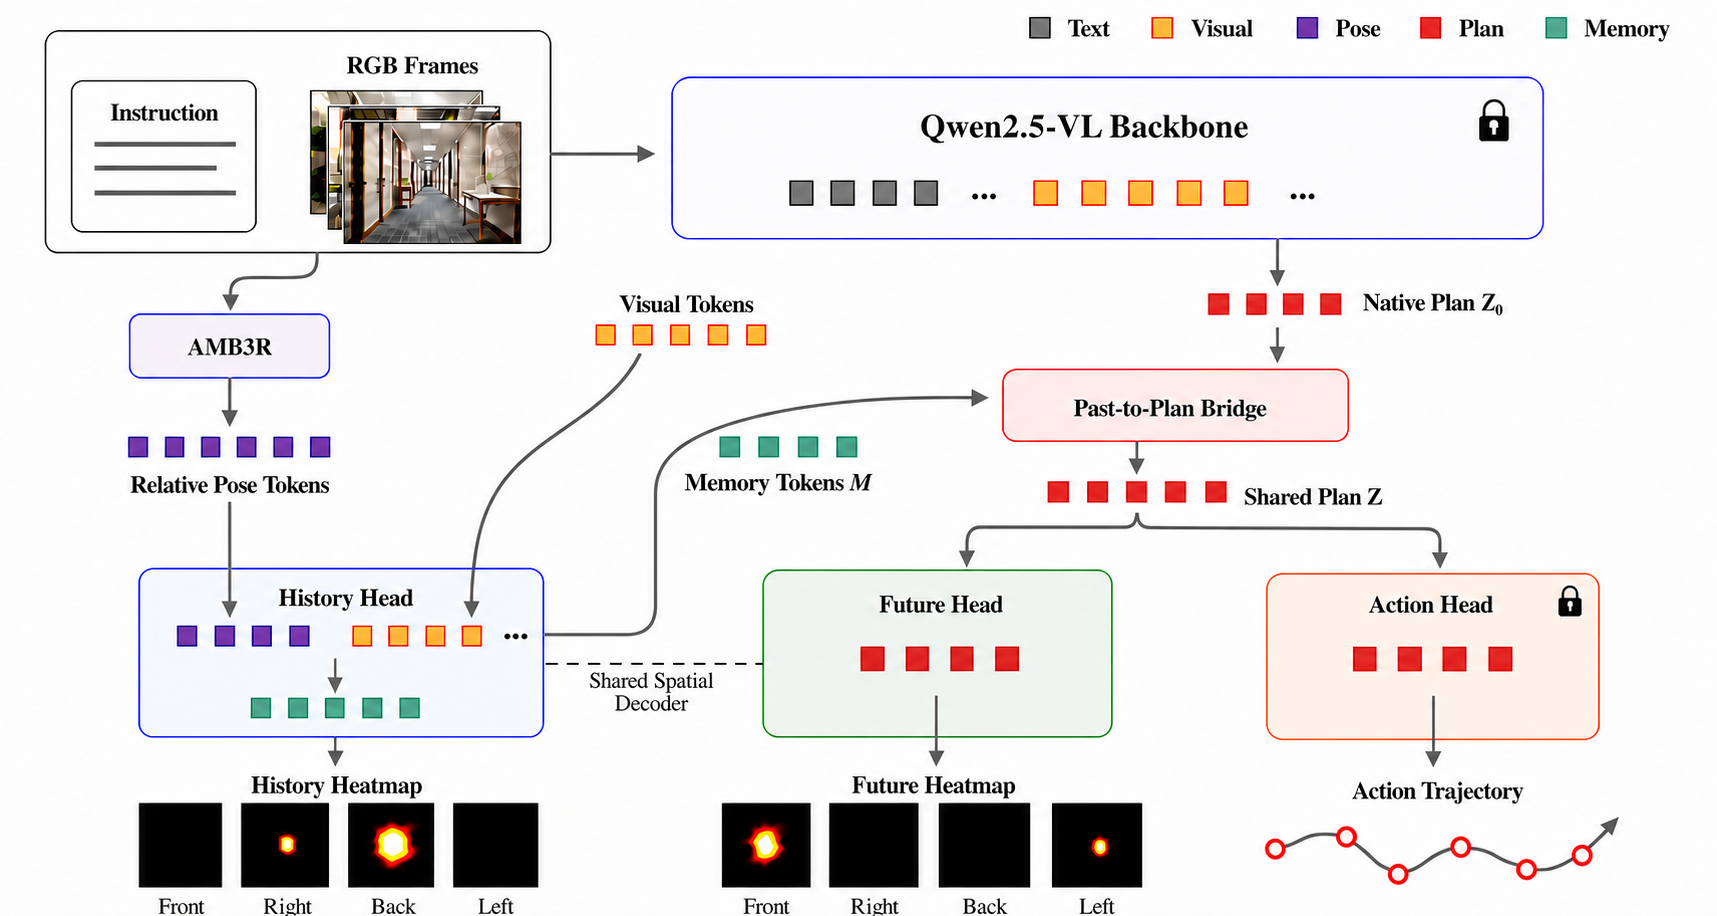 Text
Visual
Pose
Plan
Memory
RGB Frames
Instruction
Qwen2.5-VL Backbone
...
...
Native Plan Z₀
AMB3R
Visual Tokens
Past-to-Plan Bridge
Relative Pose Tokens
Memory Tokens M
Shared Plan Z
History Head
...
Shared Spatial
Decoder
Future Head
Action Head
History Heatmap
Front
Right
Back
Left
Future Heatmap
Front
Right
Back
Left
Action Trajectory